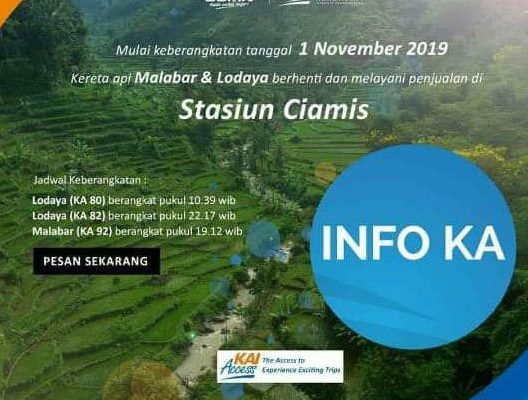 Mulai keberangkatan tanggal 1 November 2019
Kereta api Malabar & Lodaya berhenti dan melayani penjualan di
Stasiun Ciamis
Jadwal Keberangkatan :
Lodaya (KA 80) berangkat pukul 10.39 wib
Lodaya (KA 82) berangkat pukul 22.17 wib
Malabar (KA 92) berangkat pukul 19.12 wib
PESAN SEKARANG
INFO KA
KAI
Access
The Access to
Experience Exciting Trips